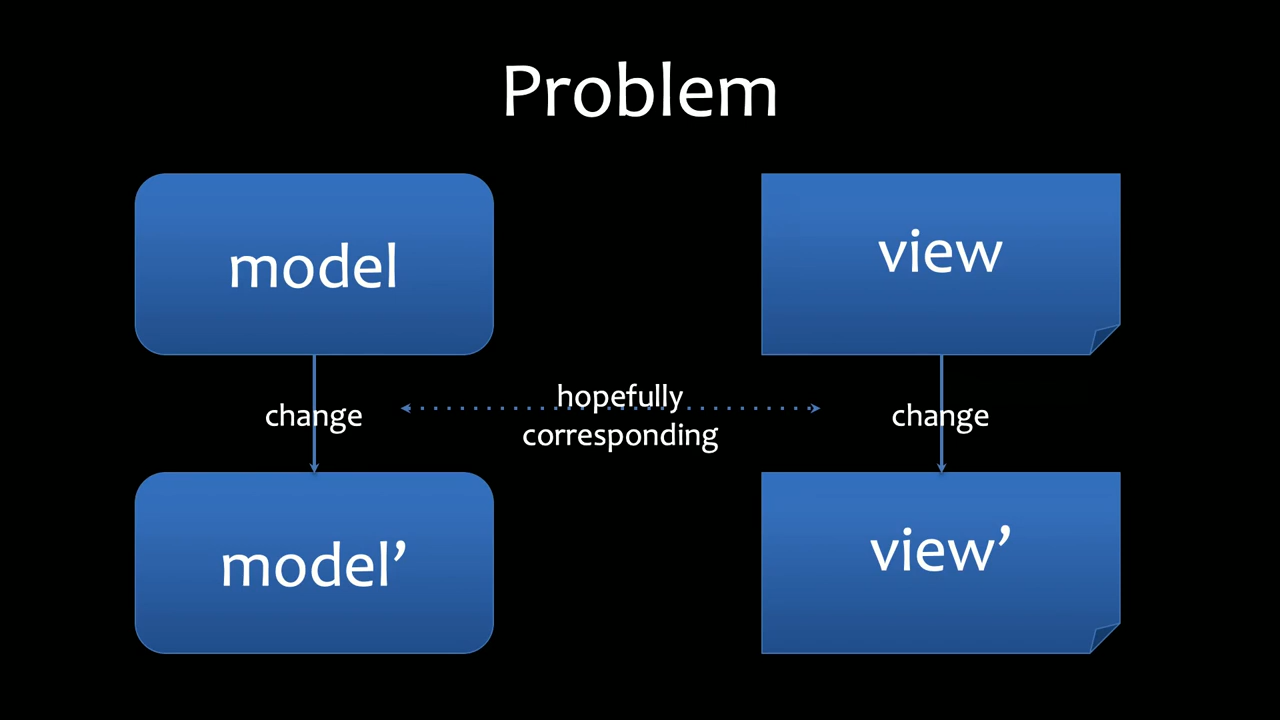 Problem
model
view
change
hopefully
corresponding
change
model’
view’